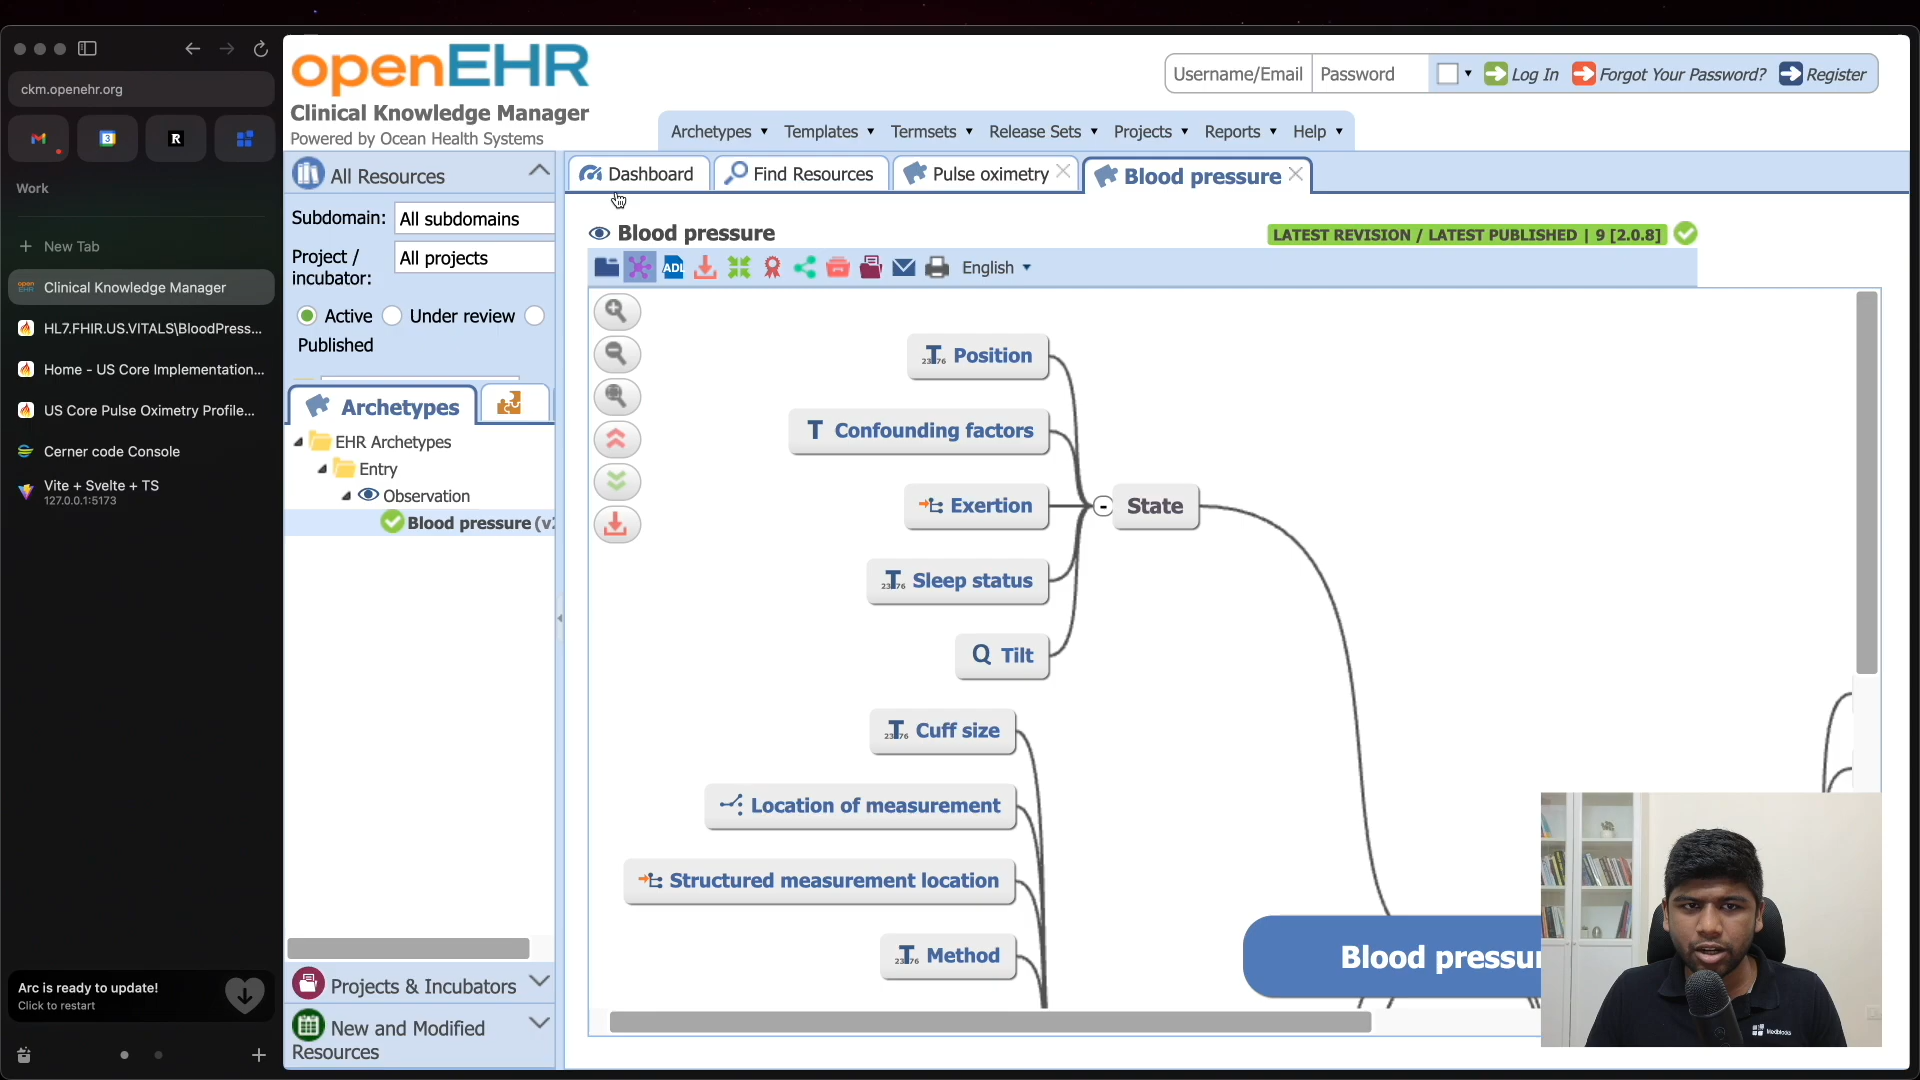 ckm.openehr.org
Work
New Tab
Clinical Knowledge Manager
HL7.FHIR.US.VITALS\BloodPress...
Home - US Core Implementation...
US Core Pulse Oximetry Profile...
Cerner code Console
Vite + Svelte + TS
127.0.0.1:5173
Arc is ready to update!
Click to restart
openEHR
Clinical Knowledge Manager
Powered by Ocean Health Systems
Username/Email
Password
Log In
Forgot Your Password?
Register
Archetypes
Templates
Termsets
Release Sets
Projects
Reports
Help
All Resources
Subdomain:
All subdomains
Project /
incubator:
All projects
Active
Under review
Published
Archetypes
EHR Archetypes
Entry
Observation
Blood pressure (v2
Projects & Incubators
New and Modified
Resources
Dashboard
Find Resources
Pulse oximetry
Blood pressure
Blood pressure
LATEST REVISION / LATEST PUBLISHED | 9 [2.0.8]
ADL
English
Position
Confounding factors
Exertion
State
Sleep status
Q Tilt
Cuff size
Location of measurement
Structured measurement location
Method
Blood pressu
Medblocks